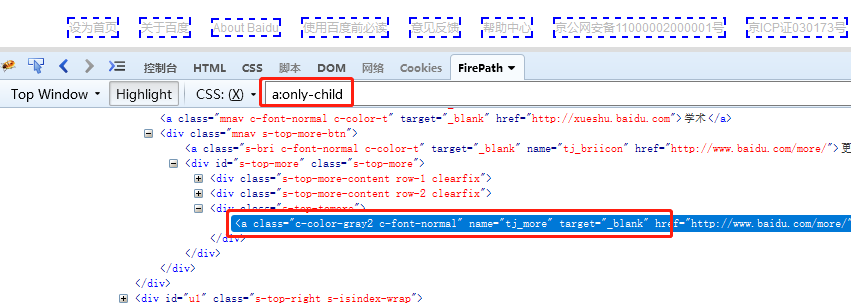 设为首页 关于百度 About Baidu 使用百度前必读 意见反馈 帮助中心 京公网安备11000002000001号 京ICP证030173号
控制台 HTML CSS 脚本 DOM 网络 Cookies FirePath
Top Window Highlight CSS: (X) a:only-child
<a class="mnav c-font-normal c-color-t" target="_blank" href="http://xueshu.baidu.com">学术</a>
<div class="mnav s-top-more-btn">
<a class="s-bri c-font-normal c-color-t" target="_blank" name="tj_briicon" href="http://www.baidu.com/more/">更
<div id="s-top-more" class="s-top-more">
<div class="s-top-more-content row-1 clearfix">
<div class="s-top-more-content row-2 clearfix">
<div class="s-top-tomore">
<a class="c-color-gray2 c-font-normal" name="tj_more" target="_blank" href="http://www.baidu.com/more/"
</div>
</div>
</div>
</div>
<div id="u1" class="s-top-right s-isindex-wrap">